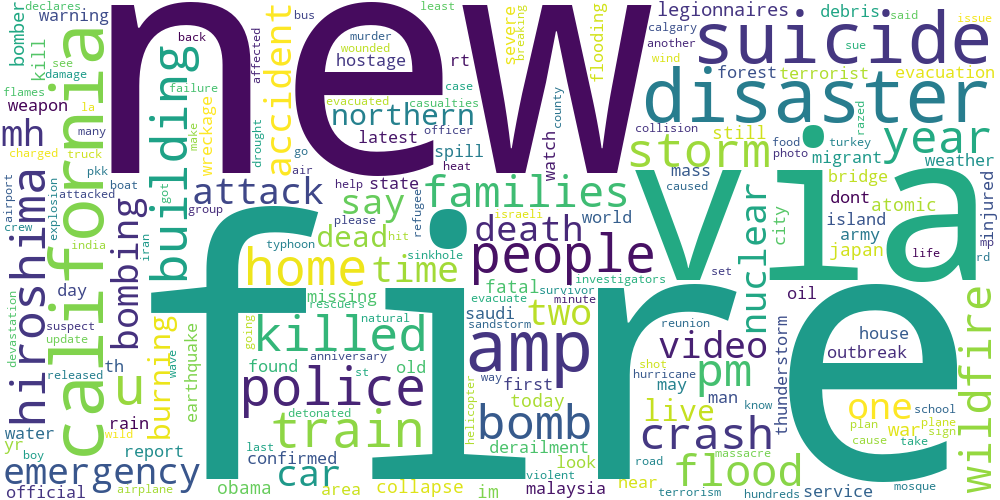 new
fire
via
suicide
disaster
california
hiroshima
building
emergency
police
people
killed
amp
train
home
bomb
crash
flood
families
storm
year
wildfire
video
pm
nuclear
attack
accident
northern
death
dead
say
time
two
one
live
car
u
mh
bombing
burning
declares
bomber
warning
kill
see
damage
flames
weapon
la
many
charged
truck
pkk
boat
attacked
airport
crew
explosion
india
iran
got
make
failure
back
bus
murder
wounded
hostage
affected
wreckage
drought
go
air
evacuated
casualties
case
rt
least
severe
breaking
flooding
latest
officer
spill
heat
watch
county
legionnaires
calgary
another
wind
debris
said
sue
issue
forest
terrorist
evacuation
collision
food
photo
turkey
razed
still
migrant
weather
mass
caused
bridge
dont
atomic
injured
island
army
japan
city
life
rd
set
oil
house
outbreak
thunderstorm
group
help
state
please
refugee
hit
israeli
world
typhoon
sinkhole
investigators
fatal
survivor
evacuate
minute
missing
rescuers
natural
saudi
sandstorm
reunion
hurricane
shot
may
man
know
going
found
anniversary
st
old
way
first
today
detonated
helicopter
derailment
last
confirmed
violent
look
near
road
massacre
obama
area
collapse
im
malaysia
terrorism
hundreds
service
mosque
war
plan
plane
sign
school
cause
take
day
devastation
suspect
update
released
th
wave
earthquake
rain
water
yr
boy
wild
report
official
airplane